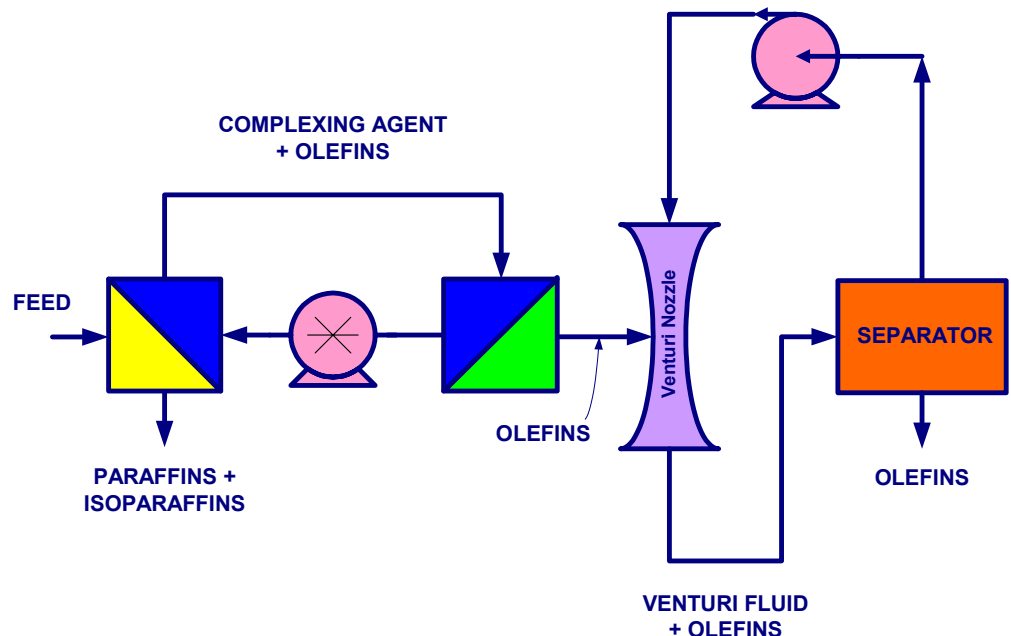 COMPLEXING AGENT
+ OLEFINS
FEED
Venturi Nozzle
SEPARATOR
OLEFINS
PARAFFINS +
ISOPARAFFINS
OLEFINS
VENTURI FLUID
+ OLEFINS